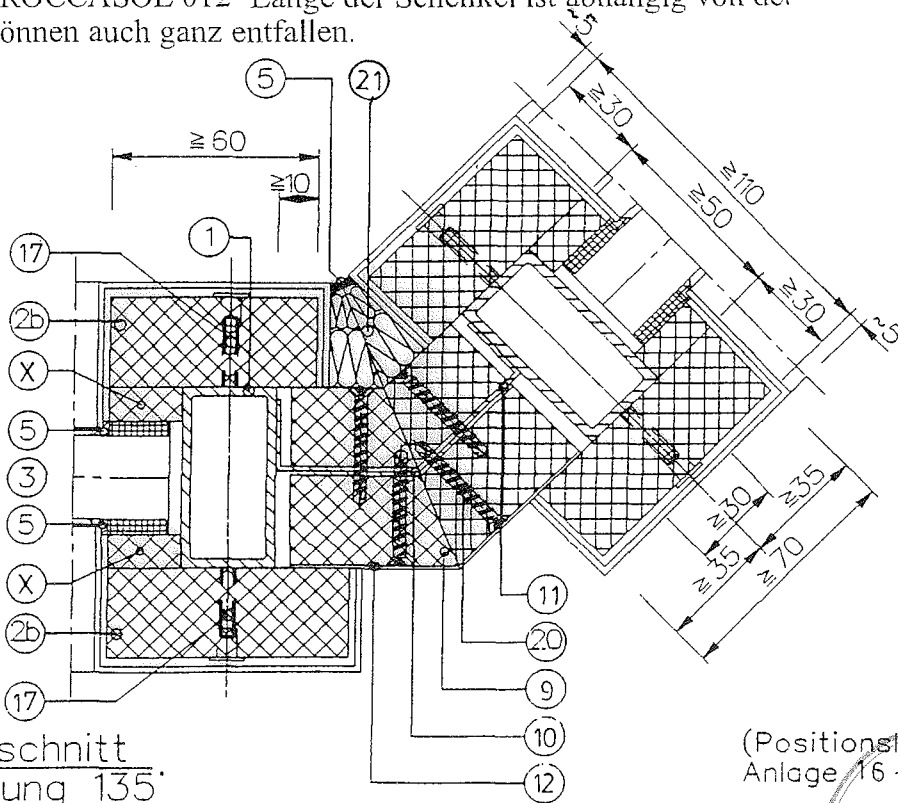 ROCCASOL 012 Länge der Schenkel ist abhängig von der
önnen auch ganz entfallen.
5
21
~5
≧30
≧110
≧50
≧30
~5
≧60
≧10
1
17
2b
X
5
3
5
X
2b
17
≧35
≧30
≧35
≧70
11
20
9
10
12
schnitt
ung 135°
(Positions
Anlage 16 -